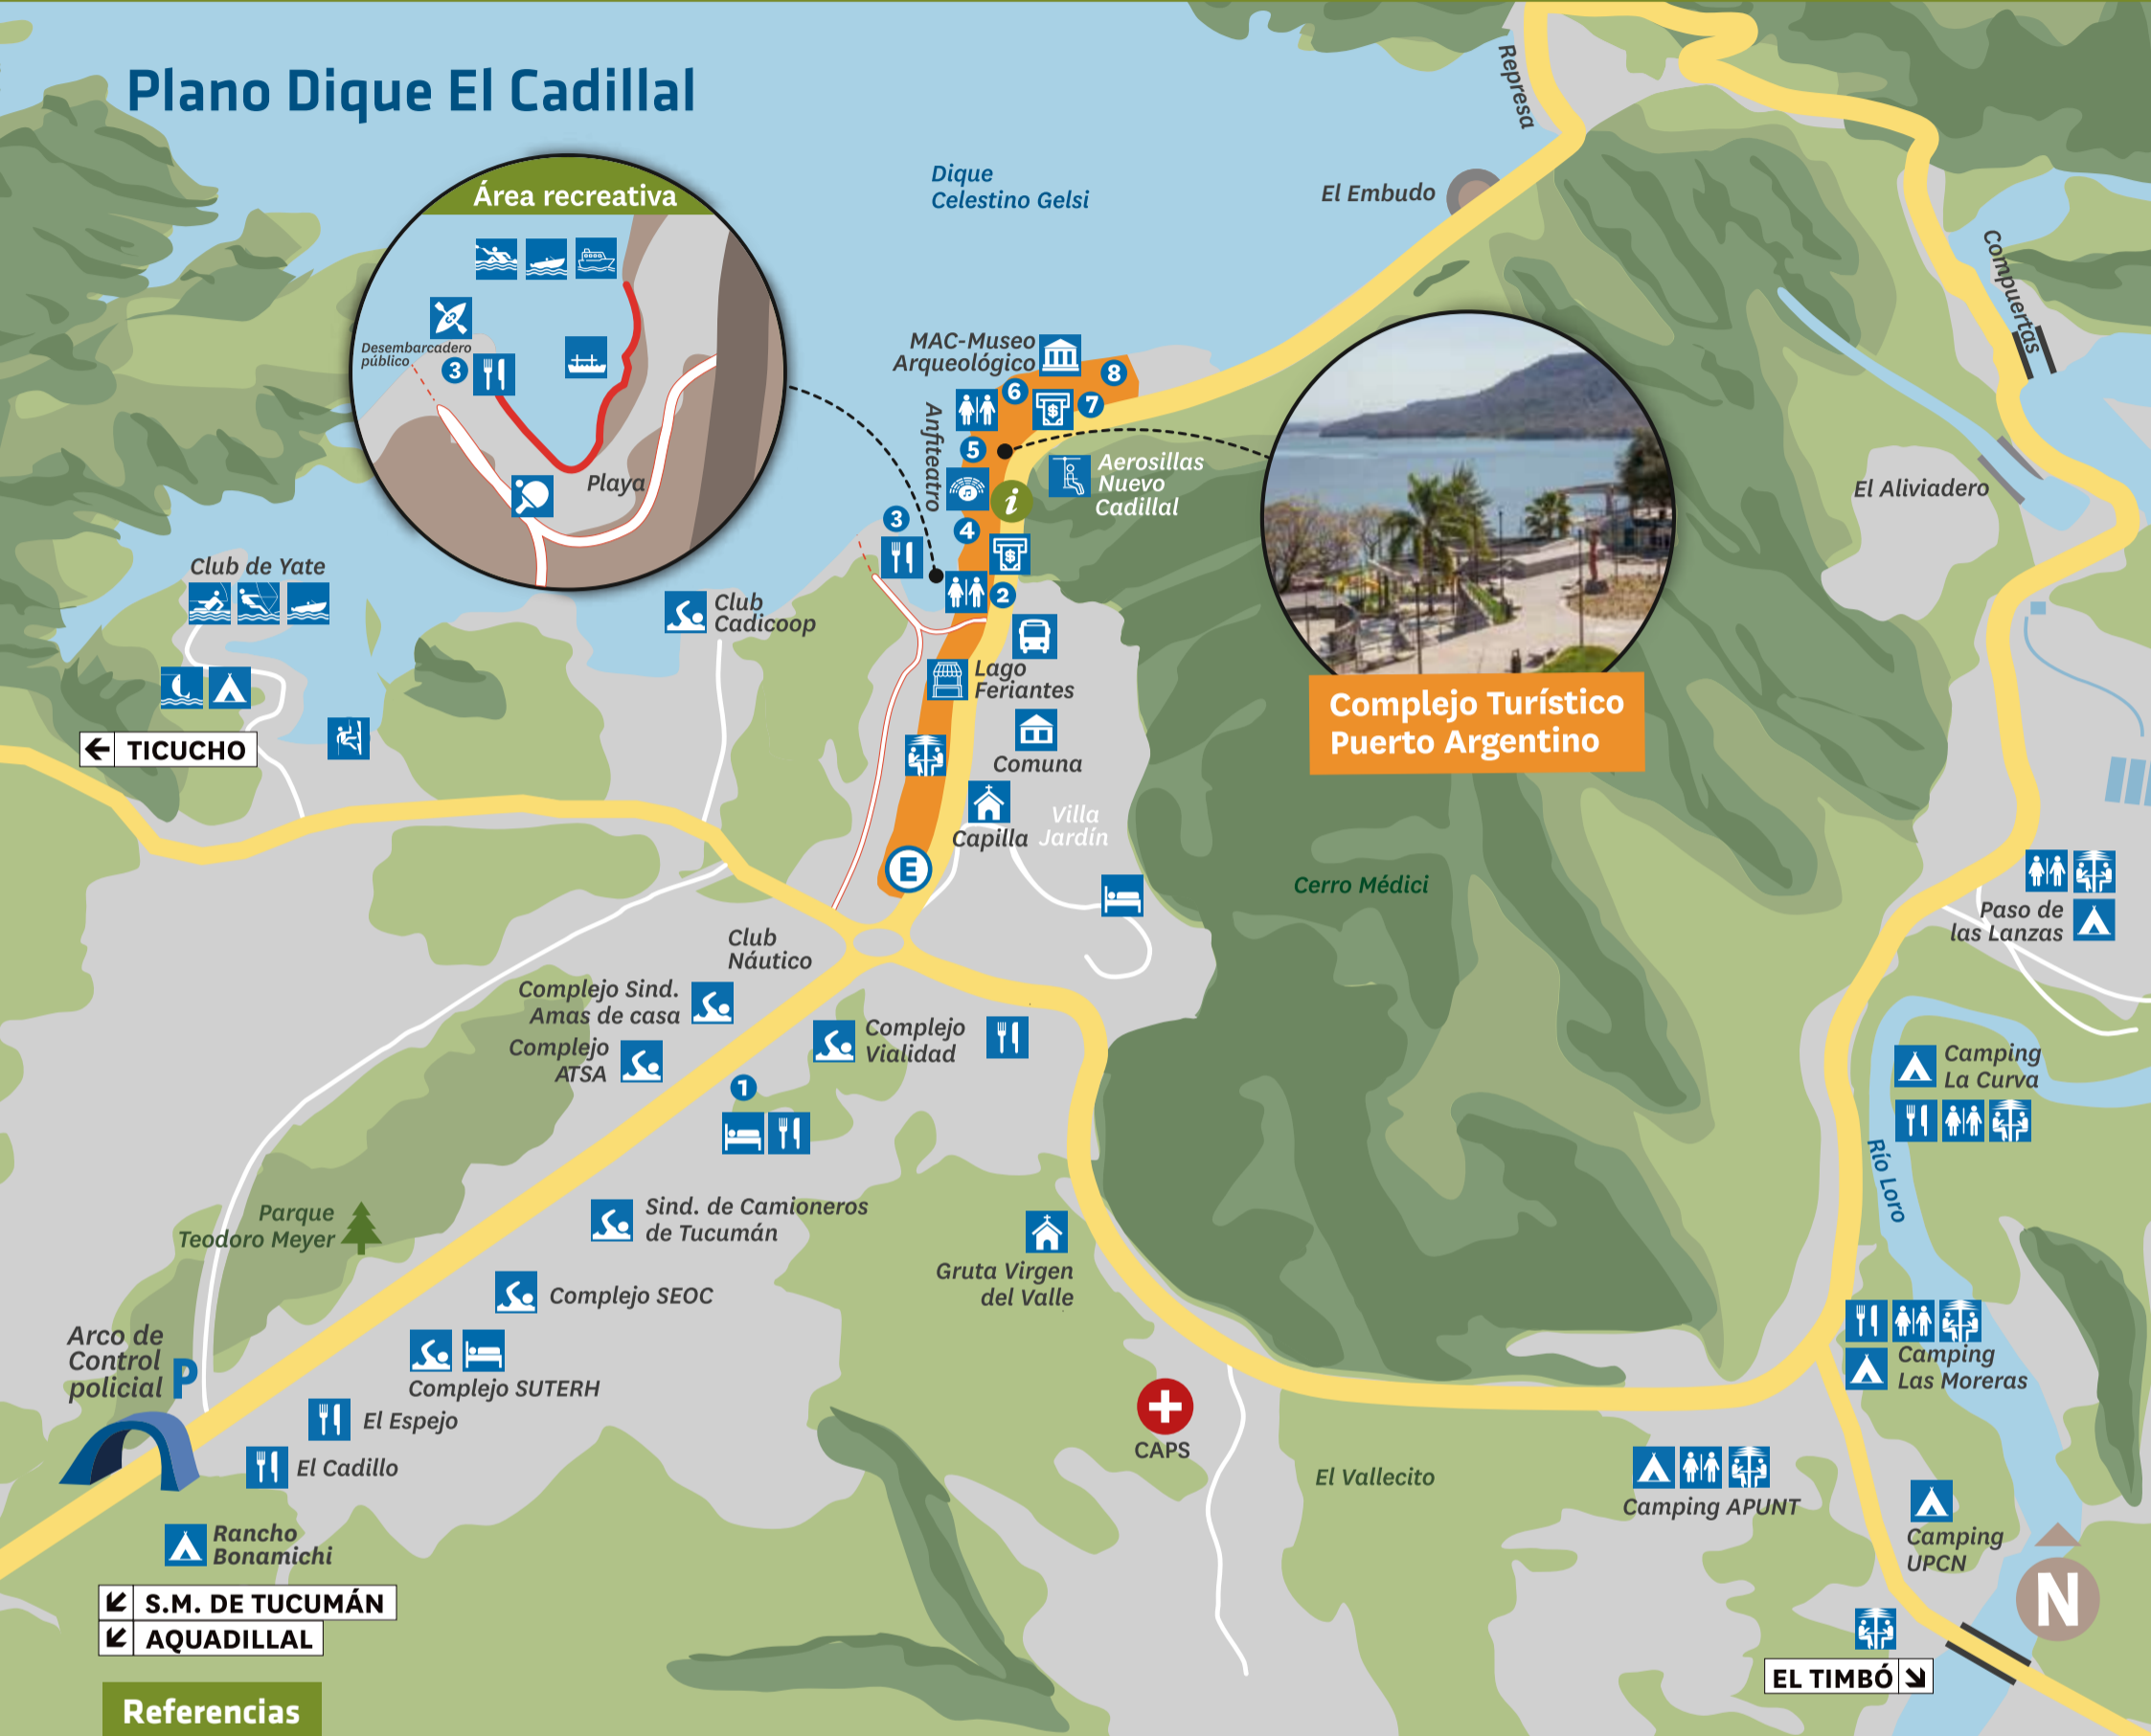 Plano Dique El Cadillal
Área recreativa
Desembarcadero
público
3
Playa
Dique
Celestino Gelsi
Represa
El Embudo
Compuertas
El Aliviadero
MAC-Museo
Arqueológico
8
6
7
Anfiteatro
5
Aerosillas
Nuevo
Cadillal
i
3
4
2
Club de Yate
Club
Cadicoop
Lago
Feriantes
Comuna
Capilla
Villa
Jardín
E
Complejo Turístico
Puerto Argentino
TICUCHO
Cerro Médici
Paso de
las Lanzas
Club
Náutico
Complejo Sind.
Amas de casa
Complejo
ATSA
Complejo
Vialidad
1
Camping
La Curva
Río Loro
Parque
Teodoro Meyer
Sind. de Camioneros
de Tucumán
Gruta Virgen
del Valle
Complejo SEOC
Arco de
Control
policial
P
Complejo SUTERH
El Espejo
El Cadillo
Camping
Las Moreras
CAPS
El Vallecito
Camping APUNT
Camping
UPCN
Rancho
Bonamichi
S.M. DE TUCUMÁN
AQUADILLAL
N
EL TIMBÓ
Referencias